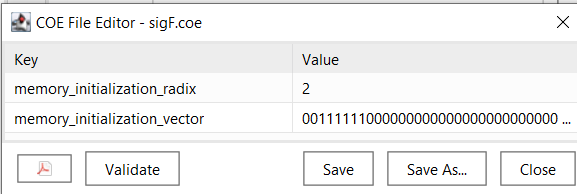 COE File Editor - sigF.coe
Key Value
memory_initialization_radix 2
memory_initialization_vector 00111111000000000000000000000000 ...
Validate Save Save As... Close